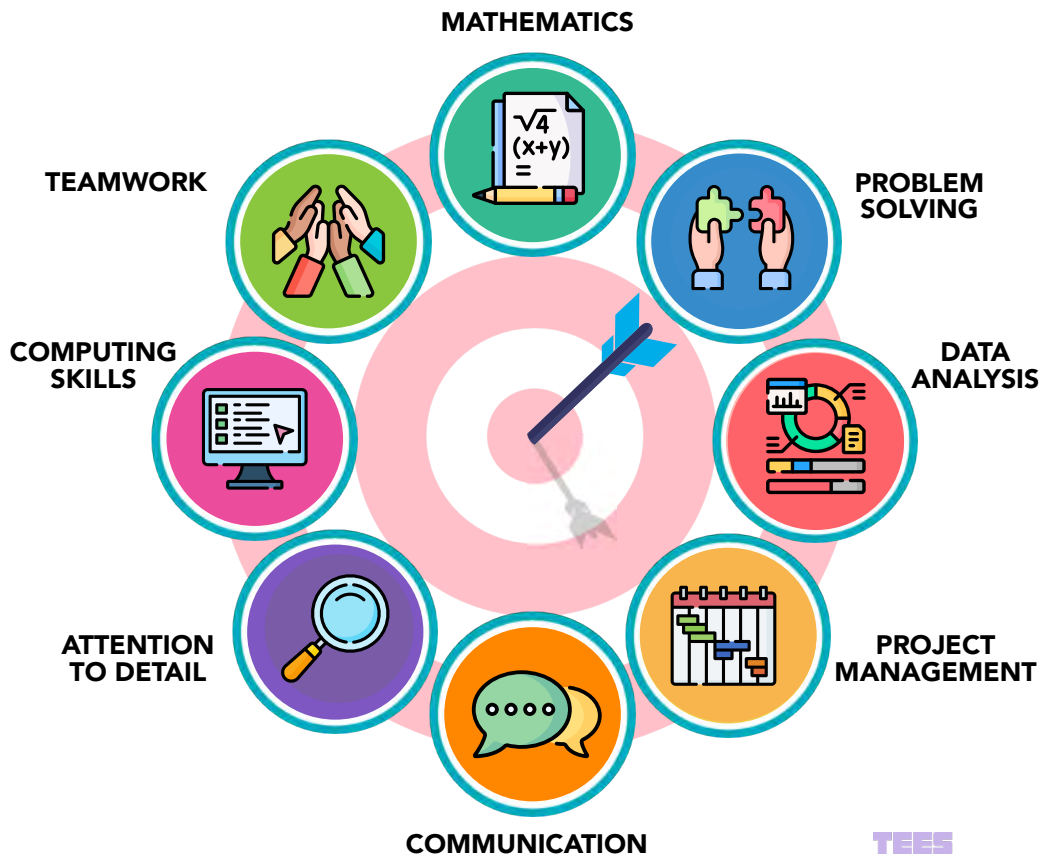 MATHEMATICS
√4
(x+y)
=
TEAMWORK
PROBLEM
SOLVING
COMPUTING
SKILLS
DATA
ANALYSIS
ATTENTION
TO DETAIL
PROJECT
MANAGEMENT
COMMUNICATION
TEES